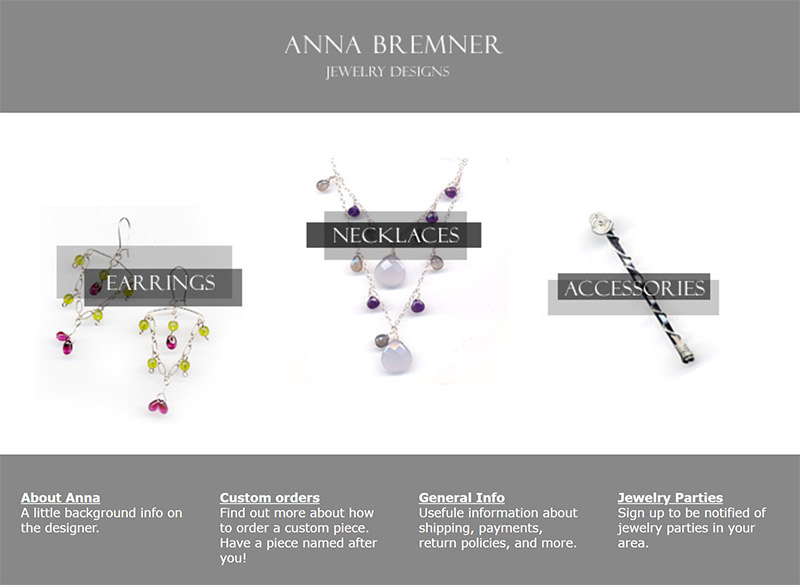 ANNA BREMNER
JEWELRY DESIGNS
EARRINGS
NECKLACES
ACCESSORIES
About Anna
A little background info on
the designer.
Custom orders
Find out more about how
to order a custom piece.
Have a piece named after
you!
General Info
Usefule information about
shipping, payments,
return policies, and more.
Jewelry Parties
Sign up to be notified of
jewelry parties in your
area.